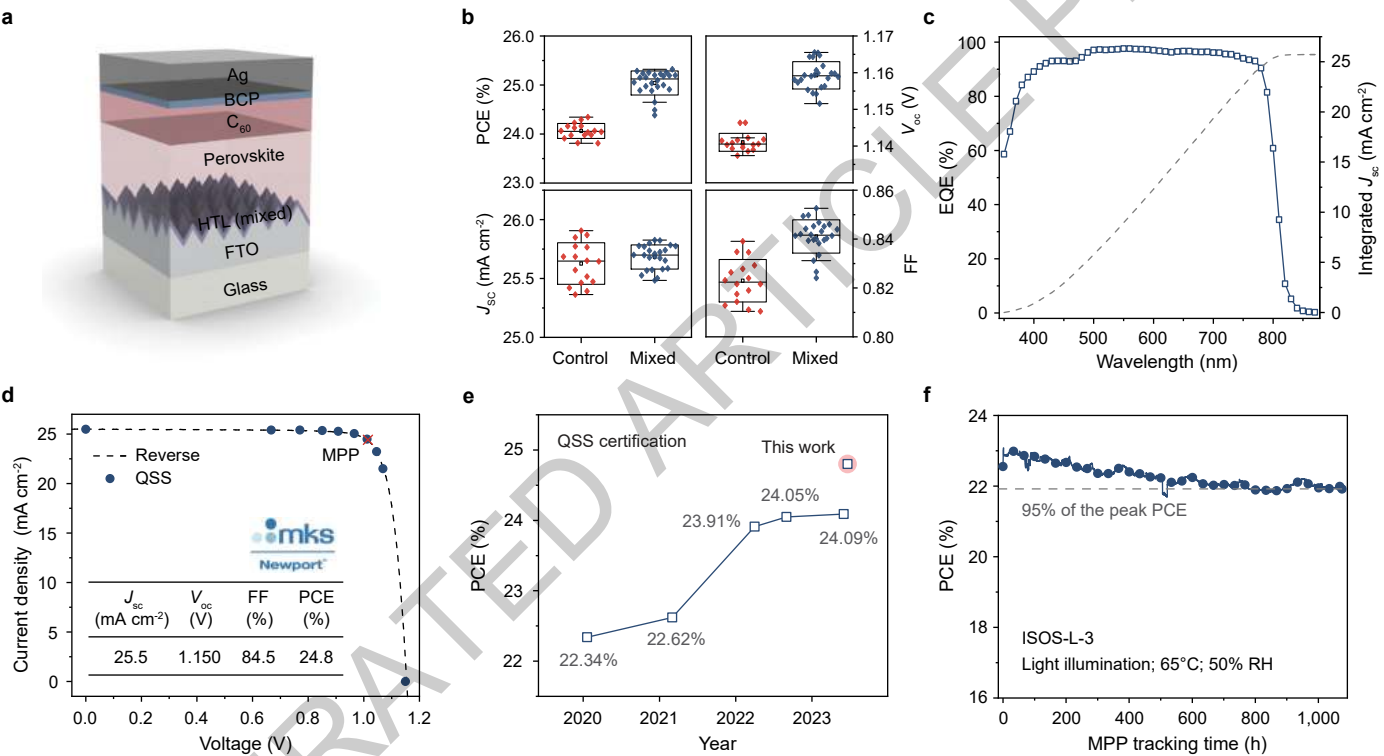 a
Ag
BCP
C60
Perovskite
HTL (mixed)
FTO
Glass
b
26.0
25.0
24.0
23.0
PCE (%)
1.17
1.16
1.15
1.14
Voc (V)
26.0
25.5
25.0
JSC (mA cm-2)
0.86
0.84
0.82
0.80
FF
Control
Mixed
Control
Mixed
c
100
80
60
40
20
0
EQE (%)
25
20
15
10
5
0
Integrated Jsc (mA cm-2)
400
500
600
700
800
Wavelength (nm)
d
25
20
15
10
5
0
Current density (mA cm-2)
Reverse
QSS
MPP
mks
Newport
Jsc Voc FF PCE
(mA cm-2) (V) (%) (%)
25.5 1.150 84.5 24.8
0.0 0.2 0.4 0.6 0.8 1.0 1.2
Voltage (V)
e
25
24
23
22
PCE (%)
QSS certification
This work
24.05%
23.91%
24.09%
22.62%
22.34%
2020 2021 2022 2023
Year
f
24
22
22
20
18
16
PCE (%)
95% of the peak PCE
ISOS-L-3
Light illumination; 65°C; 50% RH
0 200 400 600 800 1,000
MPP tracking time (h)
RATED ARTICLE P